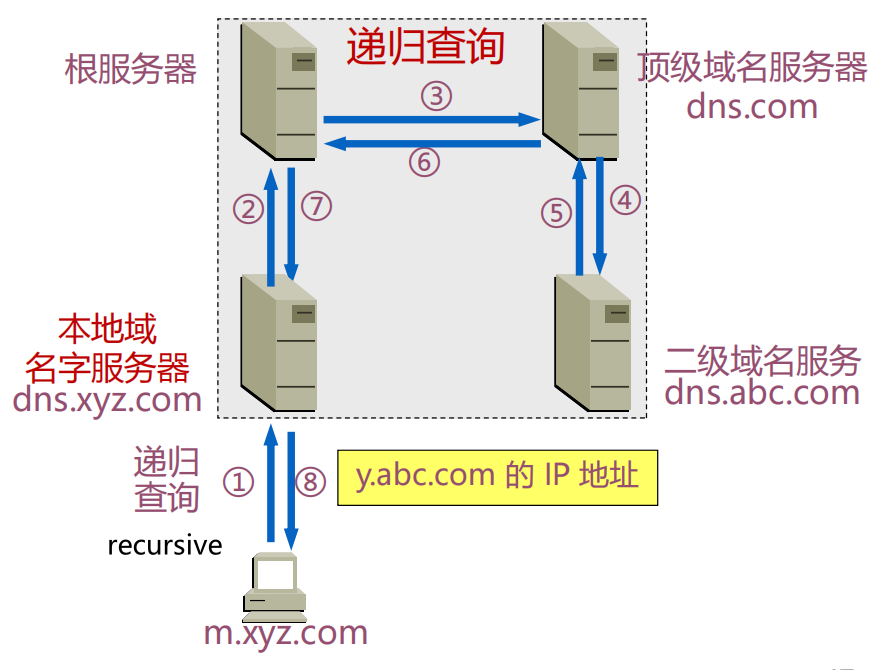 递归查询
根服务器
顶级域名服务器
dns.com
③
⑥
②
⑦
⑤
④
本地域
名字服务器
dns.xyz.com
二级域名服务
dns.abc.com
递归
查询
①
⑧
y.abc.com 的 IP 地址
recursive
m.xyz.com